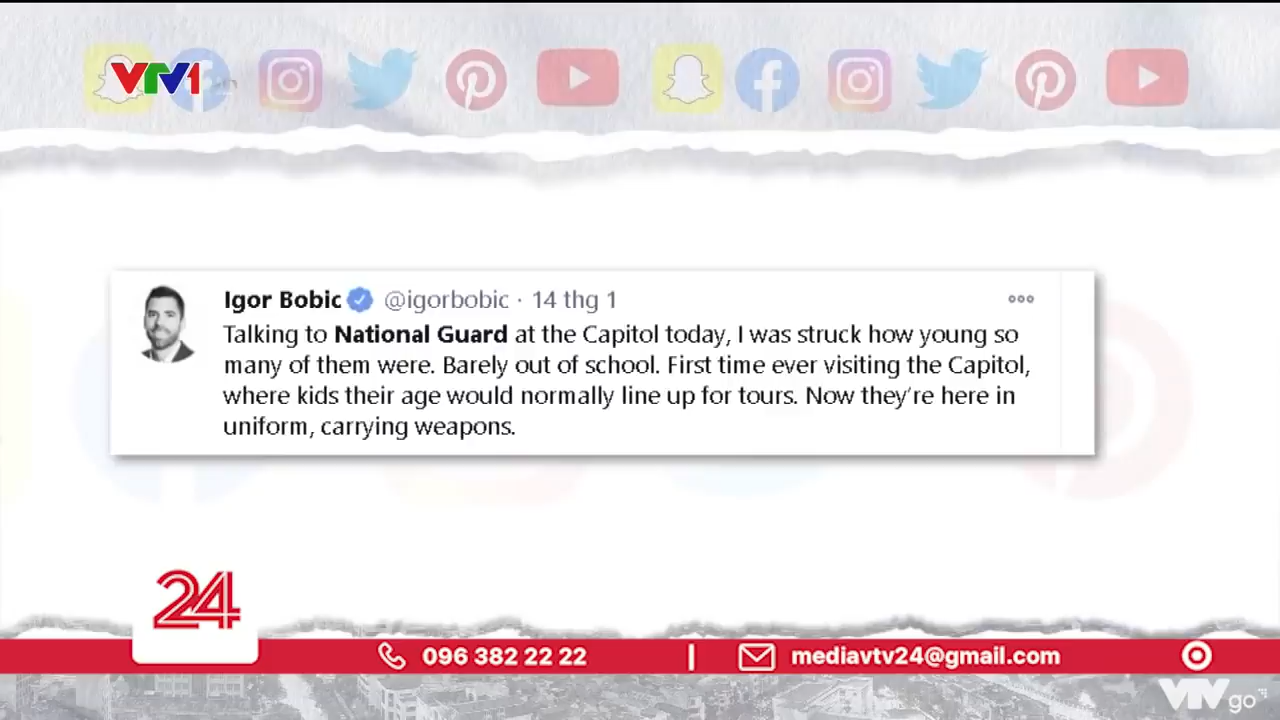 VTV1
Igor Bobic @igorbobic · 14 thg 1
Talking to National Guard at the Capitol today, I was struck how young so
many of them were. Barely out of school. First time ever visiting the Capitol,
where kids their age would normally line up for tours. Now they're here in
uniform, carrying weapons.
24
096 382 22 22 | mediavtv24@gmail.com
VTV go